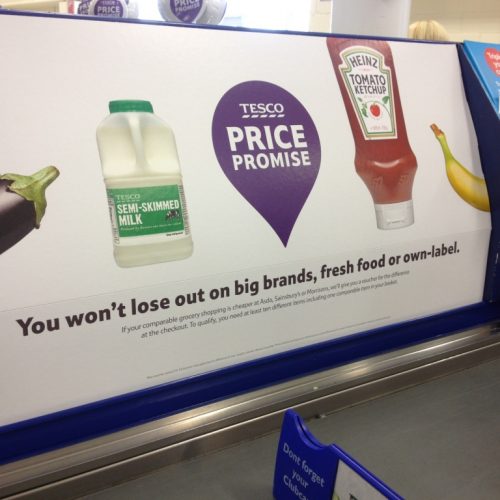 PRICE
PROMISE
TESCO
PRICE
PROMISE
HEINZ
TOMATO
KETCHUP
TESCO
SEMI-SKIMMED
MILK
You won't lose out on big brands, fresh food or own-label.
If your comparable grocery shopping is cheaper at Asda, Sainsbury's or Morrisons, we'll give you a voucher for the difference
at the checkout. To qualify, you need at least ten different items including one comparable item in your basket.
Dont forget
your